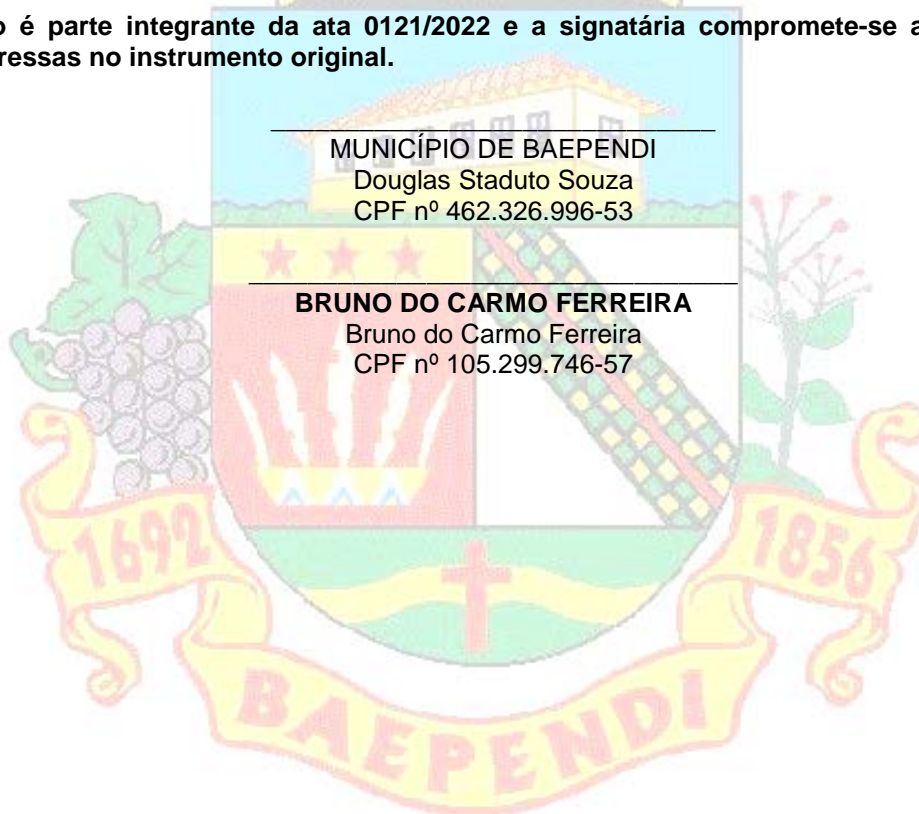 o é parte integrante da ata 0121/2022 e a signatária compromete-se a
ressas no instrumento original.
MUNICÍPIO DE BAEPENDI
Douglas Staduto Souza
CPF nº 462.326.996-53
BRUNO DO CARMO FERREIRA
Bruno do Carmo Ferreira
CPF nº 105.299.746-57
1692
1856
BAEPENDI